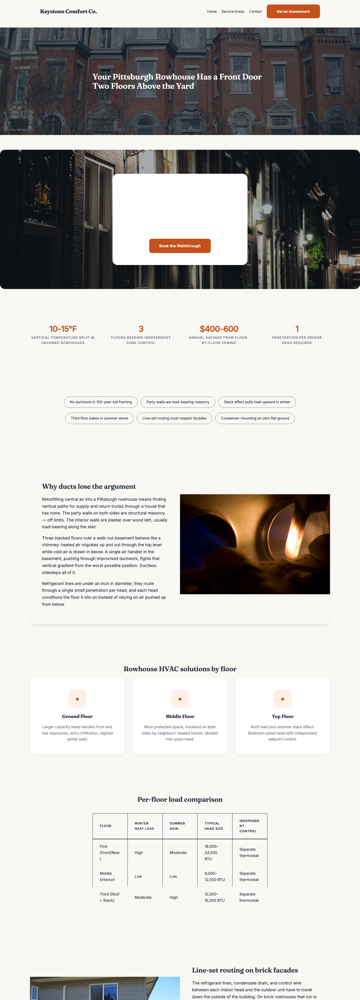 Keystone Comfort Co.
Home
Service Areas
Contact
Get an Assessment
Your Pittsburgh Rowhouse Has a Front Door
Two Floors Above the Yard
Book the Walkthrough
10-15°F
VERTICAL TEMPERATURE SPLIT IN
UNZONED ROWHOUSES
3
FLOORS NEEDING INDEPENDENT
ZONE CONTROL
$400-600
ANNUAL SAVINGS FROM FLOOR-
BY-FLOOR ZONING
1
PENETRATION PER INDOOR
HEAD REQUIRED
No ductwork in 100-year-old framing
Party walls are load-bearing masonry
Stack effect pulls heat upward in winter
Third floor bakes in summer alone
Line-set routing must respect facades
Condenser mounting on zero flat ground
Why ducts lose the argument
Retrofitting central air into a Pittsburgh rowhouse means finding
vertical paths for supply and return trunks through a house that
has none. The party walls on both sides are structural masonry
— off limits. The interior walls are plaster over wood lath, usually
load-bearing along the stair.
Three stacked floors over a walk-out basement behave like a
chimney: heated air migrates up and out through the top level
while cold air is drawn in below. A single air handler in the
basement, pushing through improvised ductwork, fights that
vertical gradient from the worst possible position. Ductless
sidesteps all of it.
Refrigerant lines are under an inch in diameter, they route
through a single small penetration per head, and each head
conditions the floor it sits on instead of relying on air pushed up
from below.
Rowhouse HVAC solutions by floor
Ground Floor
Larger capacity head handles front and
rear exposures, entry infiltration, highest
winter load.
Middle Floor
Most protected space, insulated on both
sides by neighbors' heated homes. Modest
mid-sized head.
Top Floor
Roof load plus summer stack effect.
Bedroom-sized head with independent
setpoint control.
Per-floor load comparison
FLOOR
WINTER
HEAT LOSS
SUMMER
GAIN
TYPICAL
HEAD SIZE
INDEPENDE
NT
CONTROL
First
(Front/Rear
)
High
Moderate
18,000–
24,000
BTU
Separate
thermostat
Middle
(Interior)
Low
Low
9,000–
12,000 BTU
Separate
thermostat
Third (Roof
+ Stack)
Moderate
High
12,000–
15,000 BTU
Separate
thermostat
Line-set routing on brick facades
The refrigerant lines, condensate drain, and control wire
between each indoor head and the outdoor unit have to travel
down the outside of the building. On brick rowhouses that run is